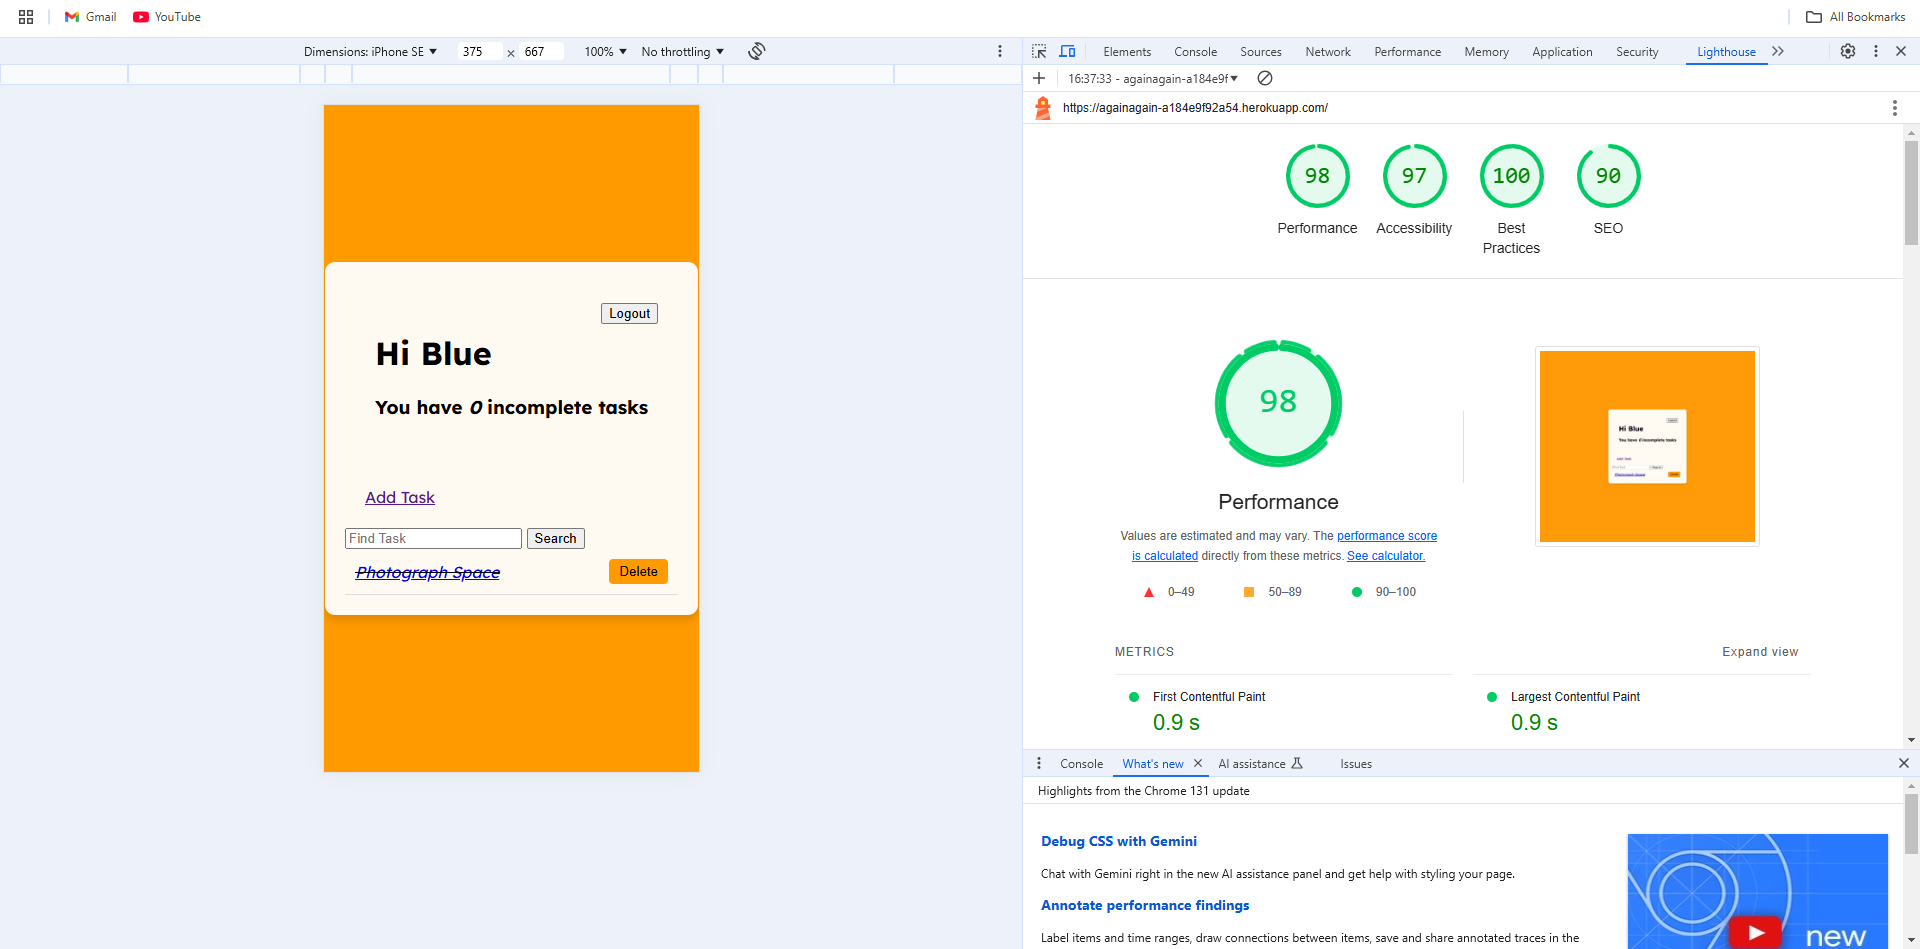 Gmail YouTube All Bookmarks
Dimensions: iPhone SE 375 × 667 100% No throttling
Elements Console Sources Network Performance Memory Application Security Lighthouse
16:37:33 - againagain-a184e9f
https://againagain-a184e9f92a54.herokuapp.com/
98 97 100 90
Performance Accessibility Best Practices SEO
Logout
Hi Blue
You have 0 incomplete tasks
Add Task
Find Task Search
Photograph Space Delete
98
Performance
Values are estimated and may vary. The performance score
is calculated directly from these metrics. See calculator.
0–49 50–89 90–100
Hi Blue
You have 0 incomplete tasks
METRICS Expand view
First Contentful Paint Largest Contentful Paint
0.9 s 0.9 s
Console What's new AI assistance Issues
Highlights from the Chrome 131 update
Debug CSS with Gemini
Chat with Gemini right in the new AI assistance panel and get help with styling your page.
Annotate performance findings
Label items and time ranges, draw connections between items, save and share annotated traces in the
new